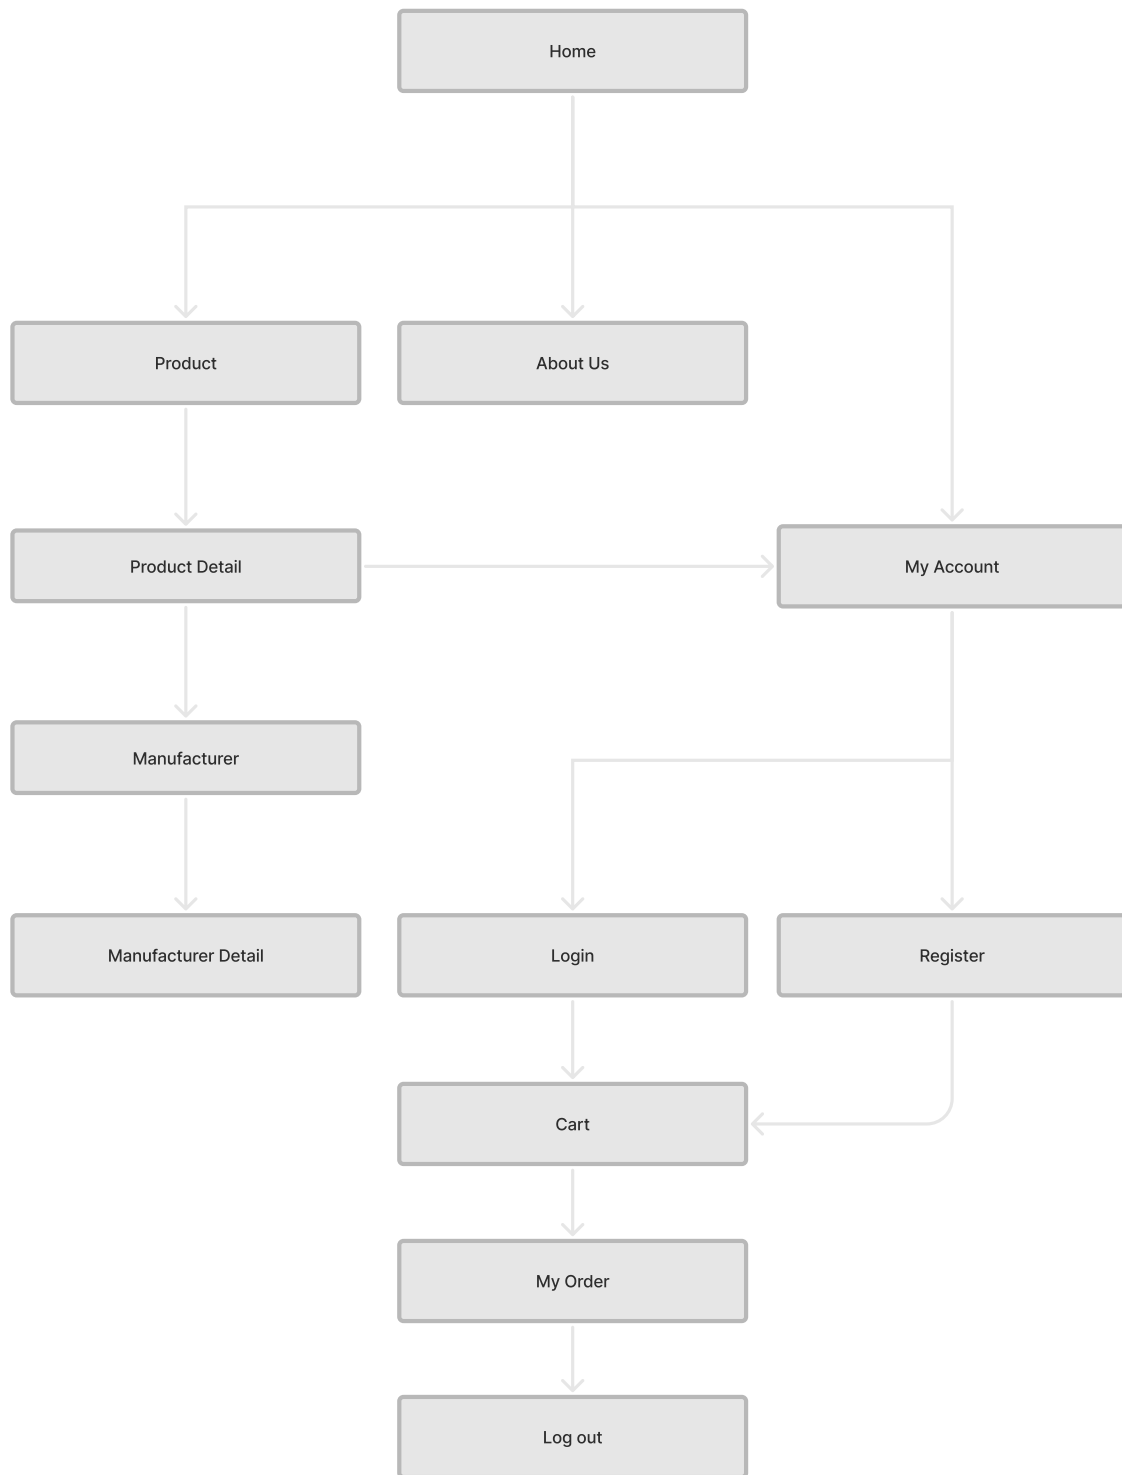 Home
Product
About Us
Product Detail
My Account
Manufacturer
Manufacturer Detail
Login
Register
Cart
My Order
Log out